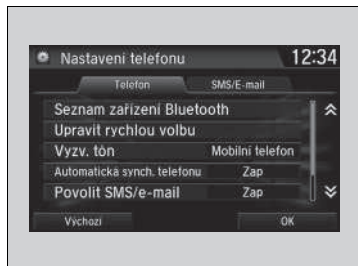 Nastavení telefonu 12:34
Telefon SMS/E-mail
Seznam zařízení Bluetooth
Upravit rychlou volbu
Vyzv. tón Mobilní telefon
Automatická synch. telefonu Zap
Povolit SMS/e-mail Zap
Výchozí OK